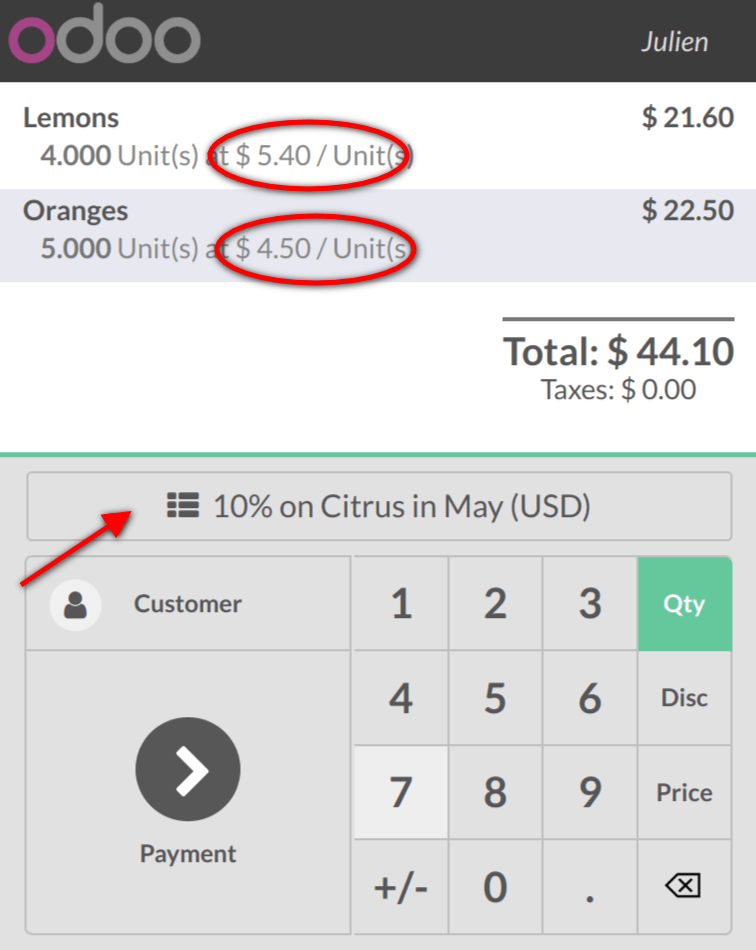 odoo
Julien
Lemons $ 21.60
4.000 Unit(s) at $ 5.40 / Unit(s)
Oranges $ 22.50
5.000 Unit(s) at $ 4.50 / Unit(s
Total: $ 44.10
Taxes: $ 0.00
10% on Citrus in May (USD)
Customer 1 2 3 Qty
4 5 6 Disc
7 8 9 Price
Payment
+/- 0 .